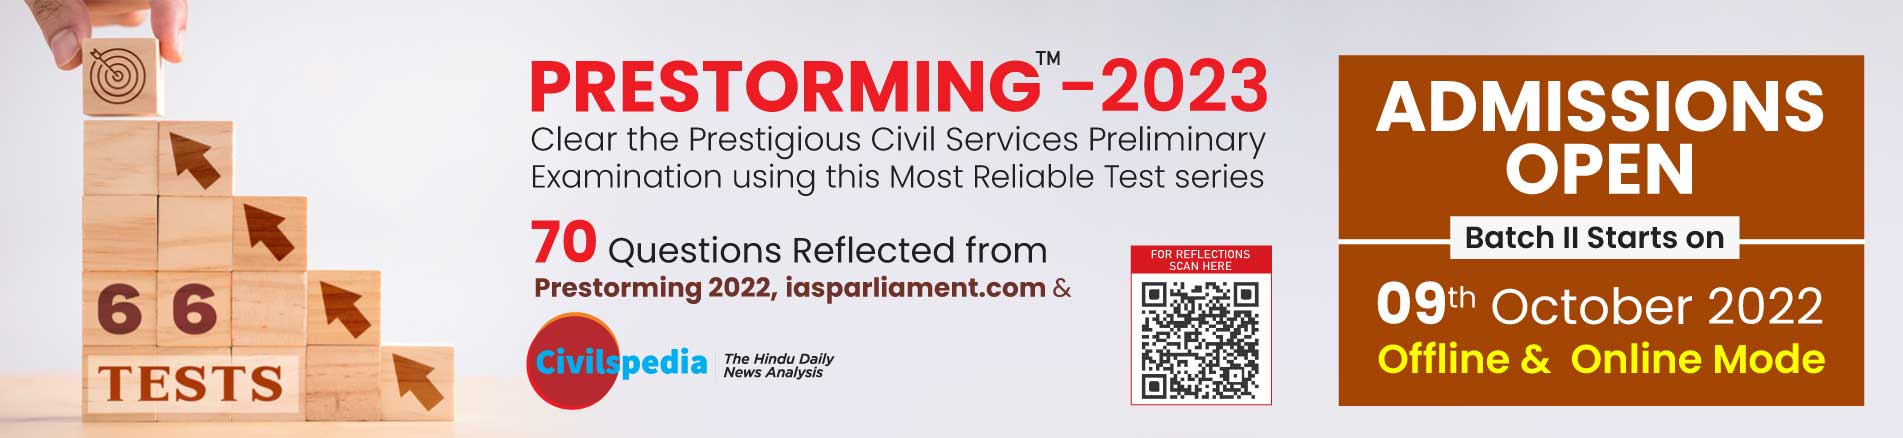 66
TESTS
PRESTORMING™-2023
Clear the Prestigious Civil Services Preliminary
Examination using this Most Reliable Test series
70 Questions Reflected from
Prestorming 2022, iasparliament.com &
Civilspedia
The Hindu Daily
News Analysis
FOR REFLECTIONS
SCAN HERE
ADMISSIONS
OPEN
Batch II Starts on
09th October 2022
Offline & Online Mode